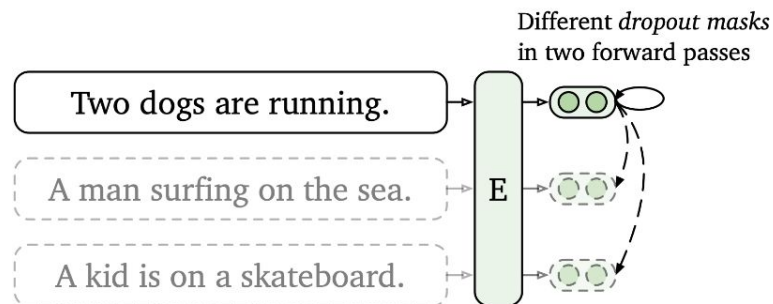 Different dropout masks
in two forward passes
Two dogs are running.
A man surfing on the sea.
E
A kid is on a skateboard.